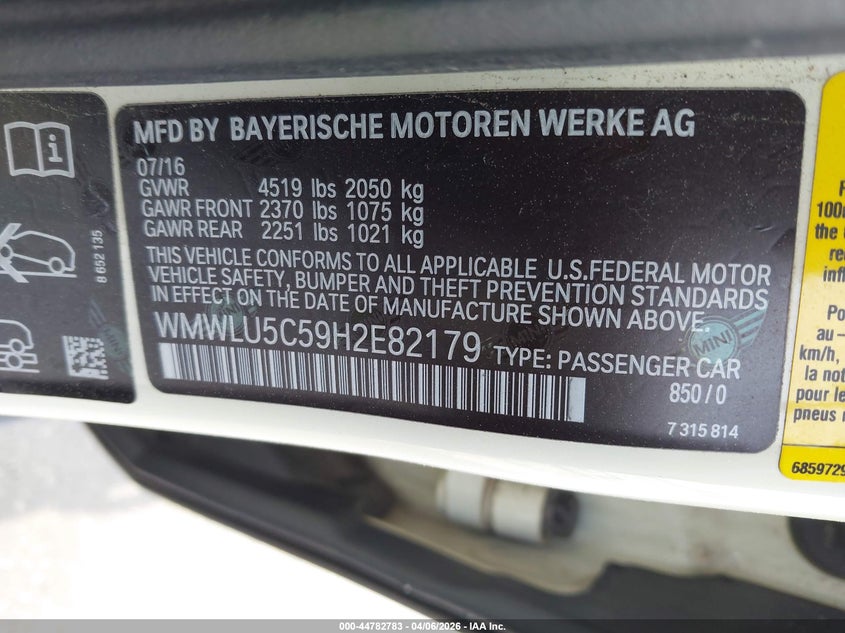 MFD BY BAYERISCHE MOTOREN WERKE AG
07/16
GVWR 4519 lbs 2050 kg
GAWR FRONT 2370 lbs 1075 kg
GAWR REAR 2251 lbs 1021 kg
THIS VEHICLE CONFORMS TO ALL APPLICABLE U.S.FEDERAL MOTOR
VEHICLE SAFETY, BUMPER AND THEFT PREVENTION STANDARDS
IN EFFECT ON THE DATE OF MANUFACTURE SHOWN ABOVE.
WMWLU5C59H2E82179 TYPE: PASSENGER CAR
850/0
7 315 814
8 652 135
MINI
100
the
inflat
Po
au –
km/h,
la not
pour le
pneus
6859729
000-44782783 - 04/06/2026 - IAA Inc.